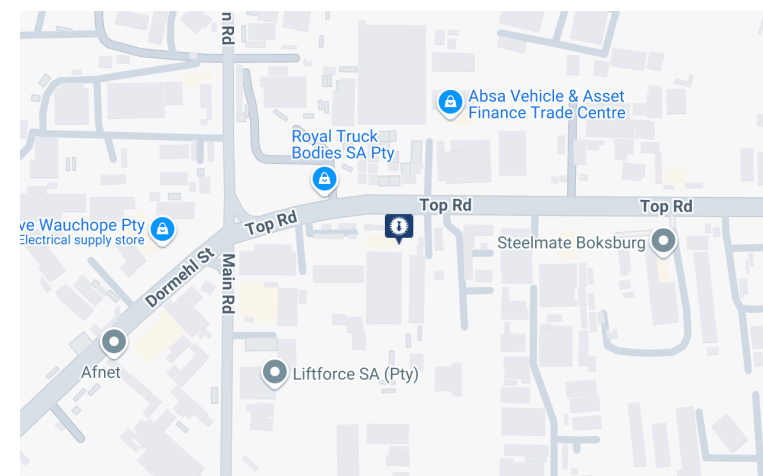 n Rd
Absa Vehicle & Asset
Finance Trade Centre
Royal Truck
Bodies SA Pty
Top Rd
Top Rd
Top Rd
ve Wauchope Pty
Electrical supply store
Steelmate Boksburg
Dormehl St
Main Rd
Afnet
Liftforce SA (Pty)